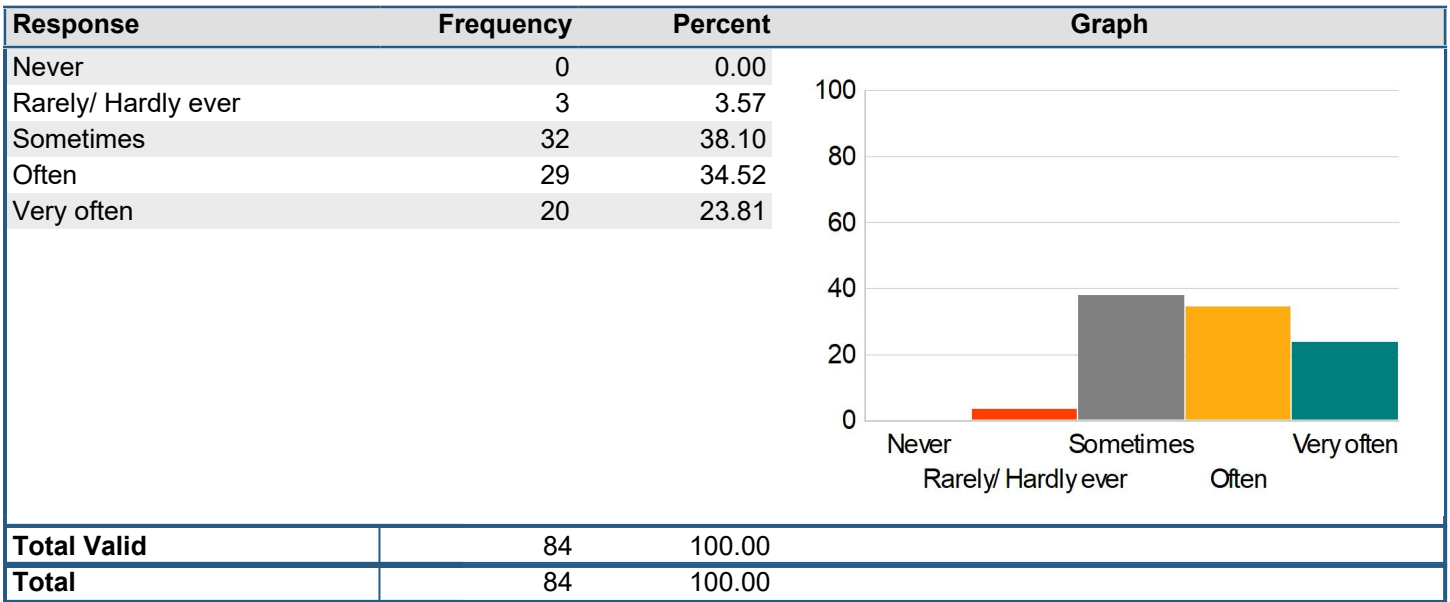 Response Frequency Percent Graph
Never 0 0.00
Rarely/ Hardly ever 3 3.57
Sometimes 32 38.10
Often 29 34.52
Very often 20 23.81
100
80
60
40
20
0
Never Sometimes Very often
Rarely/ Hardly ever Often
Total Valid 84 100.00
Total 84 100.00